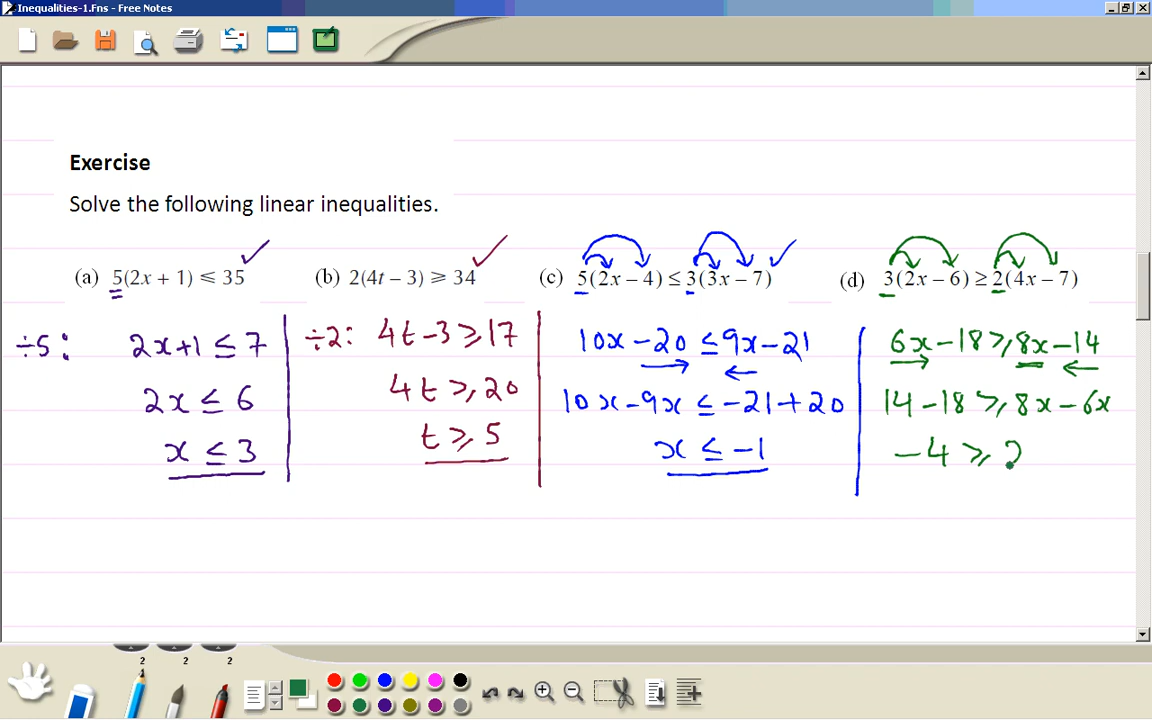 Inequalities-1.Fns - Free Notes
Exercise
Solve the following linear inequalities.
(a) 5(2x + 1) ⩽ 35
(b) 2(4t − 3) ⩾ 34
(c) 5(2x − 4) ≤ 3(3x − 7)
(d) 3(2x − 6) ≥ 2(4x − 7)
÷5: 2x+1 ≤ 7
2x ≤ 6
x ≤ 3
÷2: 4t-3 ⩾ 17
4t ⩾ 20
t ⩾ 5
10x - 20 ≤ 9x - 21
10x - 9x ≤ -21 + 20
x ≤ -1
6x - 18 ⩾ 8x - 14
14 - 18 ⩾ 8x - 6x
-4 ⩾ 2
2 2 2